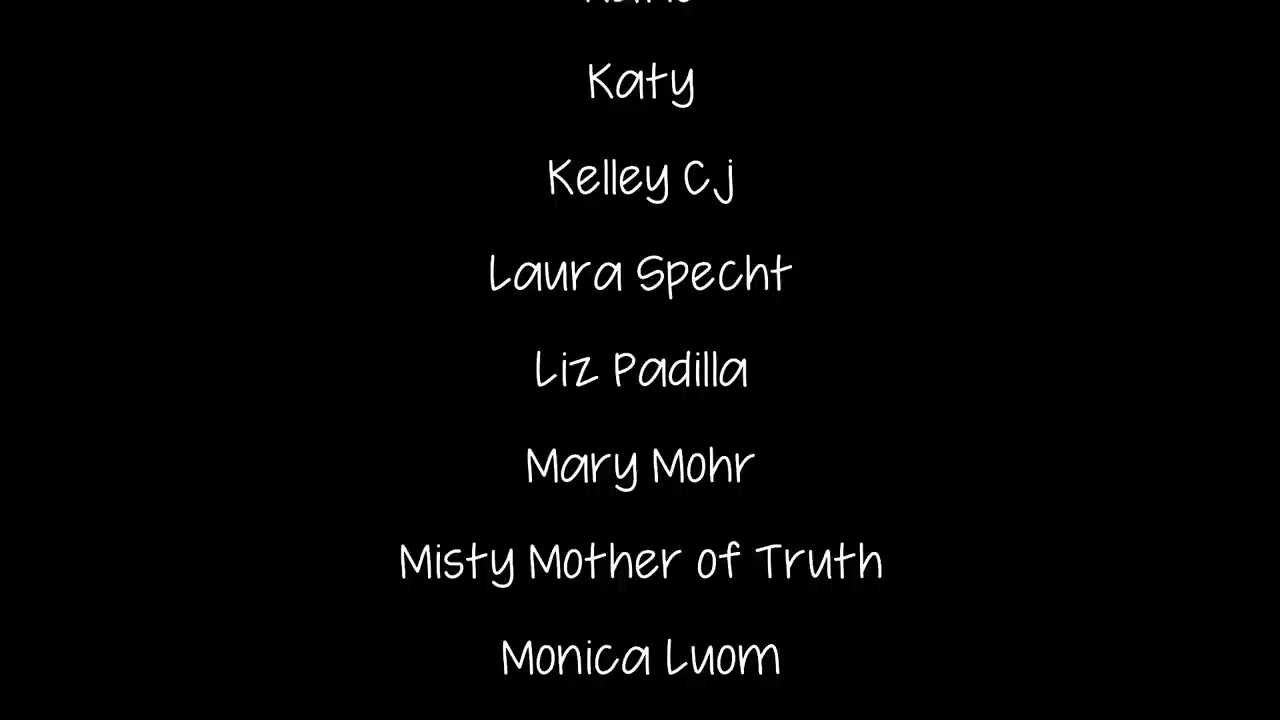 Katy
Kelley Cj
Laura Specht
Liz Padilla
Mary Mohr
Misty Mother of Truth
Monica Luom